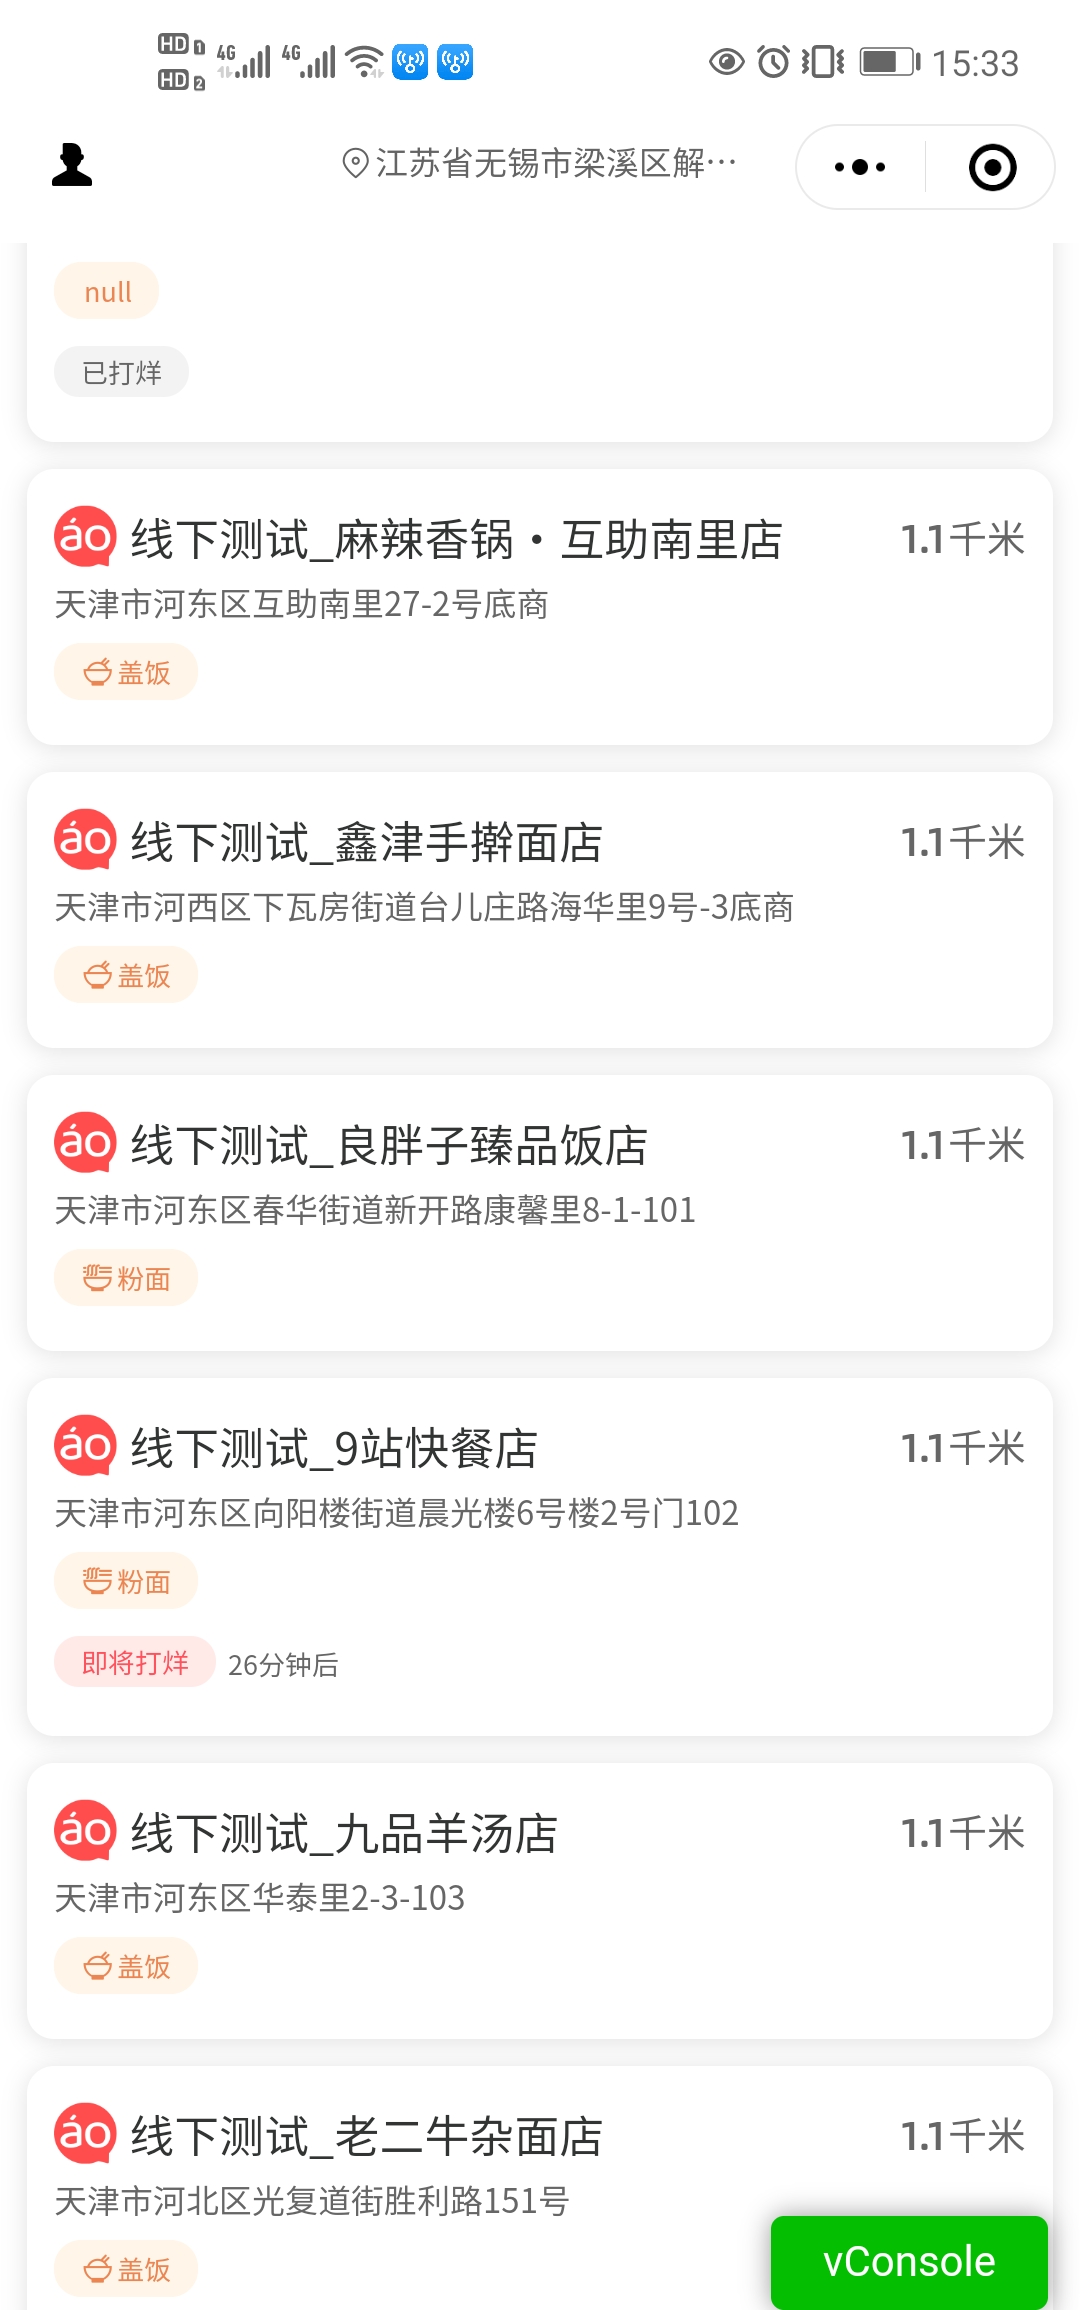 HD 1 4G 4G 15:33
HD 2
江苏省无锡市梁溪区解···
null
已打烊
áo 线下测试_麻辣香锅·互助南里店 1.1千米
天津市河东区互助南里27-2号底商
盖饭
áo 线下测试_鑫津手擀面店 1.1千米
天津市河西区下瓦房街道台儿庄路海华里9号-3底商
盖饭
áo 线下测试_良胖子臻品饭店 1.1千米
天津市河东区春华街道新开路康馨里8-1-101
粉面
áo 线下测试_9站快餐店 1.1千米
天津市河东区向阳楼街道晨光楼6号楼2号门102
粉面
即将打烊 26分钟后
áo 线下测试_九品羊汤店 1.1千米
天津市河东区华泰里2-3-103
盖饭
áo 线下测试_老二牛杂面店 1.1千米
天津市河北区光复道街胜利路151号
盖饭
vConsole